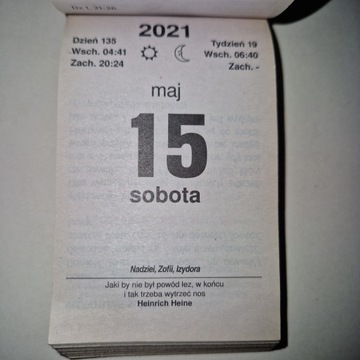 2021
Dzień 135
Wsch. 04:41
Zach. 20:24
Tydzień 19
Wsch. 06:40
Zach. -
maj
15
sobota
Nadziei, Zofii, Izydora
Jaki by nie był powód łez, w końcu
i tak trzeba wytrzeć nos
Heinrich Heine